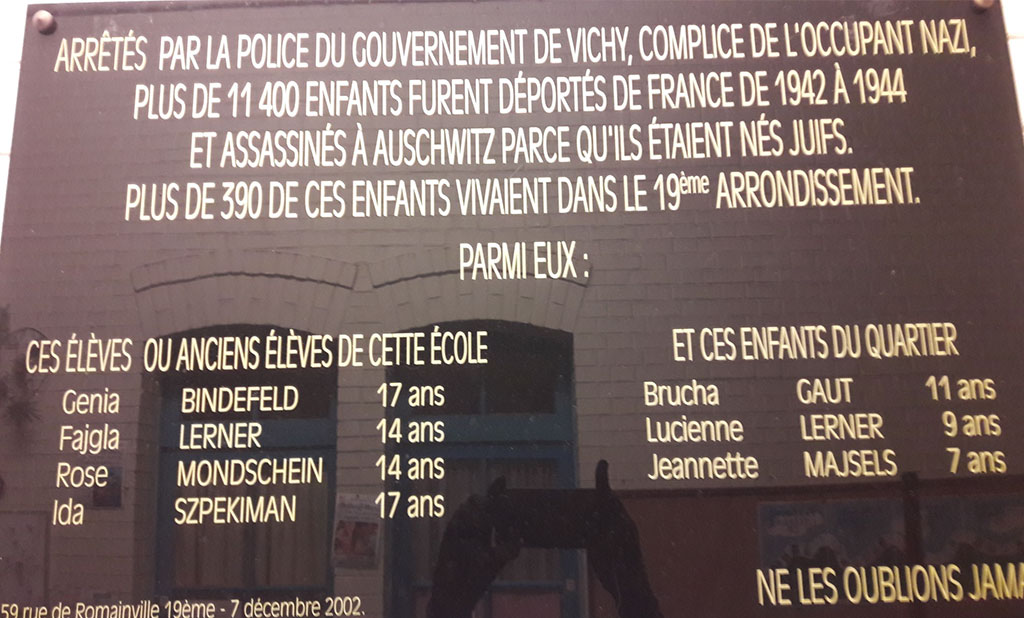 ARRÊTÉS PAR LA POLICE DU GOUVERNEMENT DE VICHY, COMPLICE DE L'OCCUPANT NAZI,
PLUS DE 11 400 ENFANTS FURENT DÉPORTÉS DE FRANCE DE 1942 À 1944
ET ASSASSINÉS À AUSCHWITZ PARCE QU'ILS ÉTAIENT NÉS JUIFS.
PLUS DE 390 DE CES ENFANTS VIVAIENT DANS LE 19ème ARRONDISSEMENT.
PARMI EUX :
CES ÉLÈVES OU ANCIENS ÉLÈVES DE CETTE ÉCOLE
Genia BINDEFELD 17 ans
Fajgla LERNER 14 ans
Rose MONDSCHEIN 14 ans
Ida SZPEKIMAN 17 ans
ET CES ENFANTS DU QUARTIER
Brucha GAUT 11 ans
Lucienne LERNER 9 ans
Jeannette MAJSELS 7 ans
59 rue de Romainville 19ème - 7 décembre 2002.
NE LES OUBLIONS JAMA